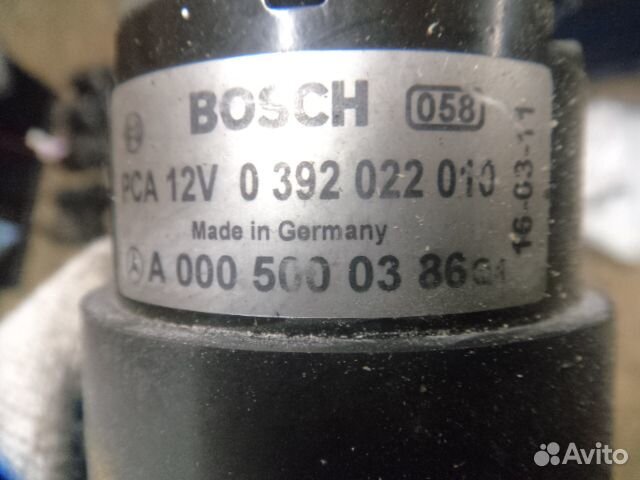 BOSCH 058
PCA 12V 0 392 022 010
Made in Germany
A 000 500 03 86 Q1
16-03-11
Avito